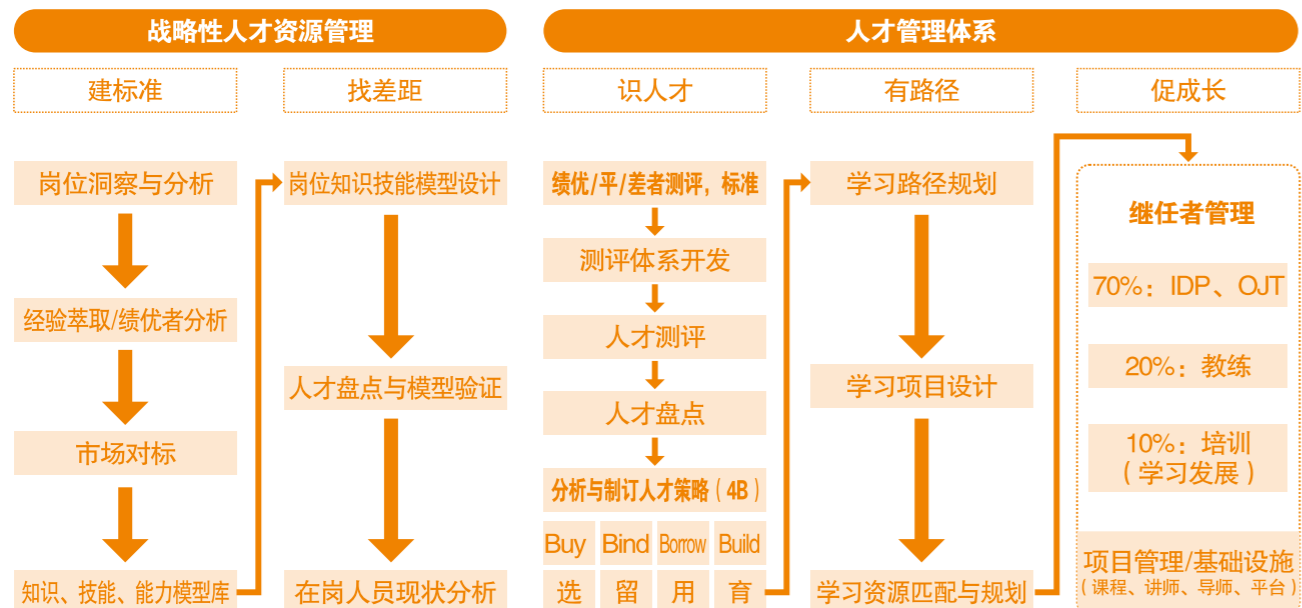 战略性人才资源管理
人才管理体系
建标准
找差距
识人才
有路径
促成长
岗位洞察与分析
经验萃取/绩优者分析
市场对标
知识、技能、能力模型库
岗位知识技能模型设计
人才盘点与模型验证
在岗人员现状分析
绩优/平/差者测评，标准
测评体系开发
人才测评
人才盘点
分析与制订人才策略（4B）
Buy Bind Borrow Build
选 留 用 育
学习路径规划
学习项目设计
学习资源匹配与规划
继任者管理
70%：IDP、OJT
20%：教练
10%：培训
（学习发展）
项目管理/基础设施
（课程、讲师、导师、平台）